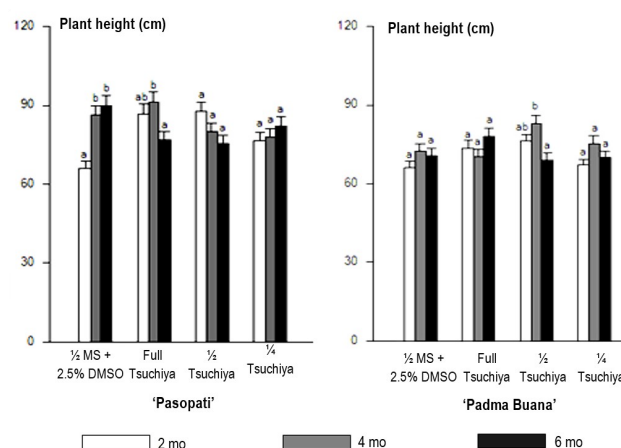 120
Plant height (cm)
90
60
30
0
a b b
ab b a
a a a
a a a
½ MS + 2.5% DMSO
Full Tsuchiya
½ Tsuchiya
¼ Tsuchiya
'Pasopati'
120
Plant height (cm)
90
60
30
0
a a a
a a a
ab b a
a a a
½ MS + 2.5% DMSO
Full Tsuchiya
½ Tsuchiya
¼ Tsuchiya
'Padma Buana'
2 mo
4 mo
6 mo